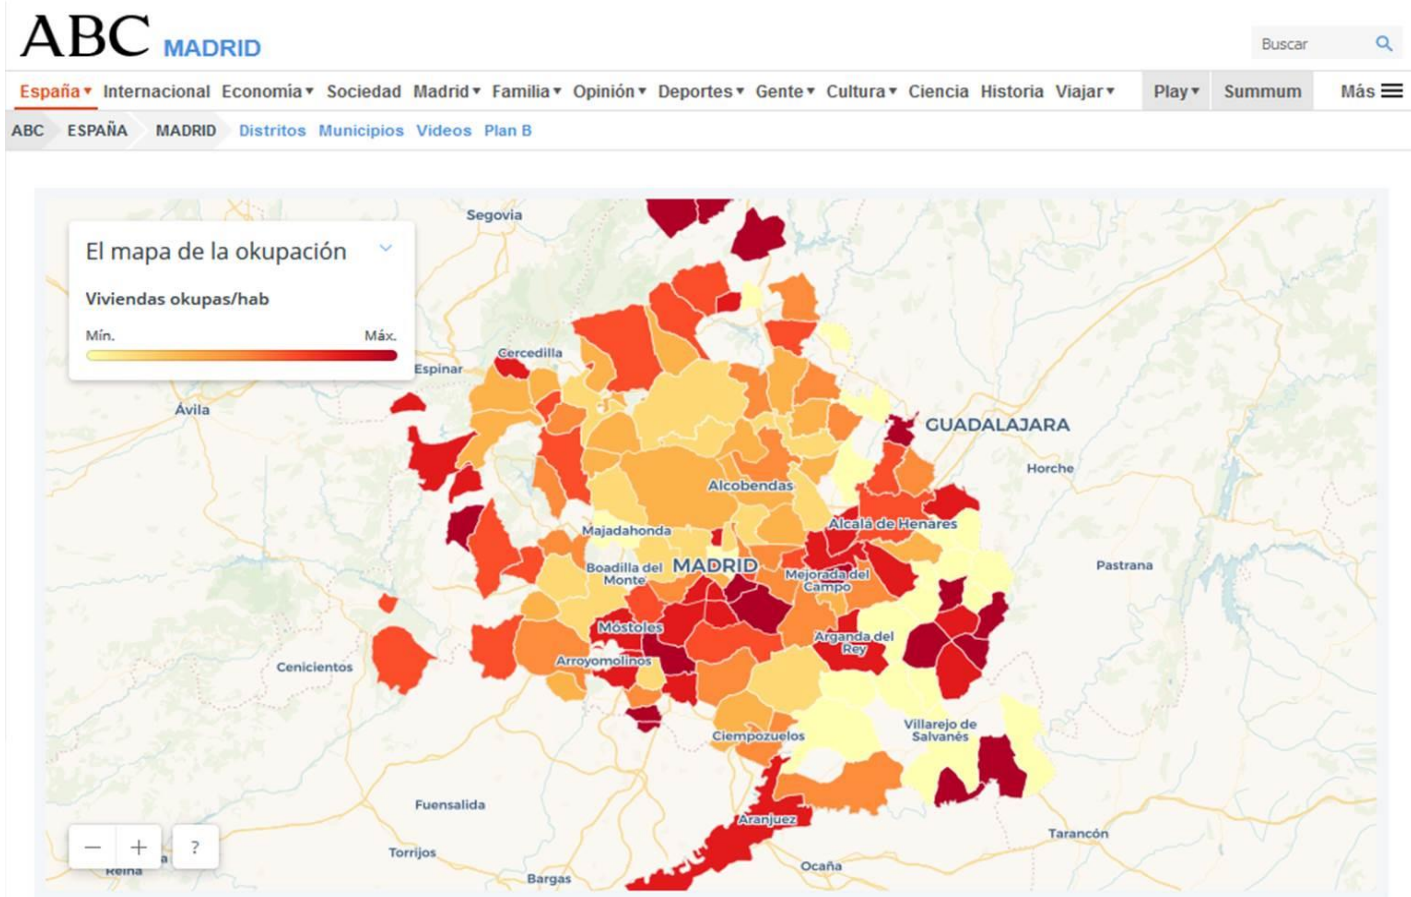 ABC MADRID
Buscar
España Internacional Economía Sociedad Madrid Familia Opinión Deportes Gente Cultura Ciencia Historia Viajar Play Summum Más
ABC ESPAÑA MADRID Distritos Municipios Videos Plan B
Segovia
El mapa de la okupación
Viviendas okupas/hab
Mín. Máx.
Cercedilla
Espinar
Ávila
GUADALAJARA
Horche
Alcobendas
Majadahonda
Alcalá de Henares
Boadilla del
Monte
MADRID
Mejorada del
Campo
Pastrana
Móstoles
Arganda del
Rey
Arroyomolinos
Cenicientos
Villarejo de
Salvanés
Ciempozuelos
Fuensalida
Aranjuez
Tarancón
− + ?
Torrijos
Ocaña
Bargas